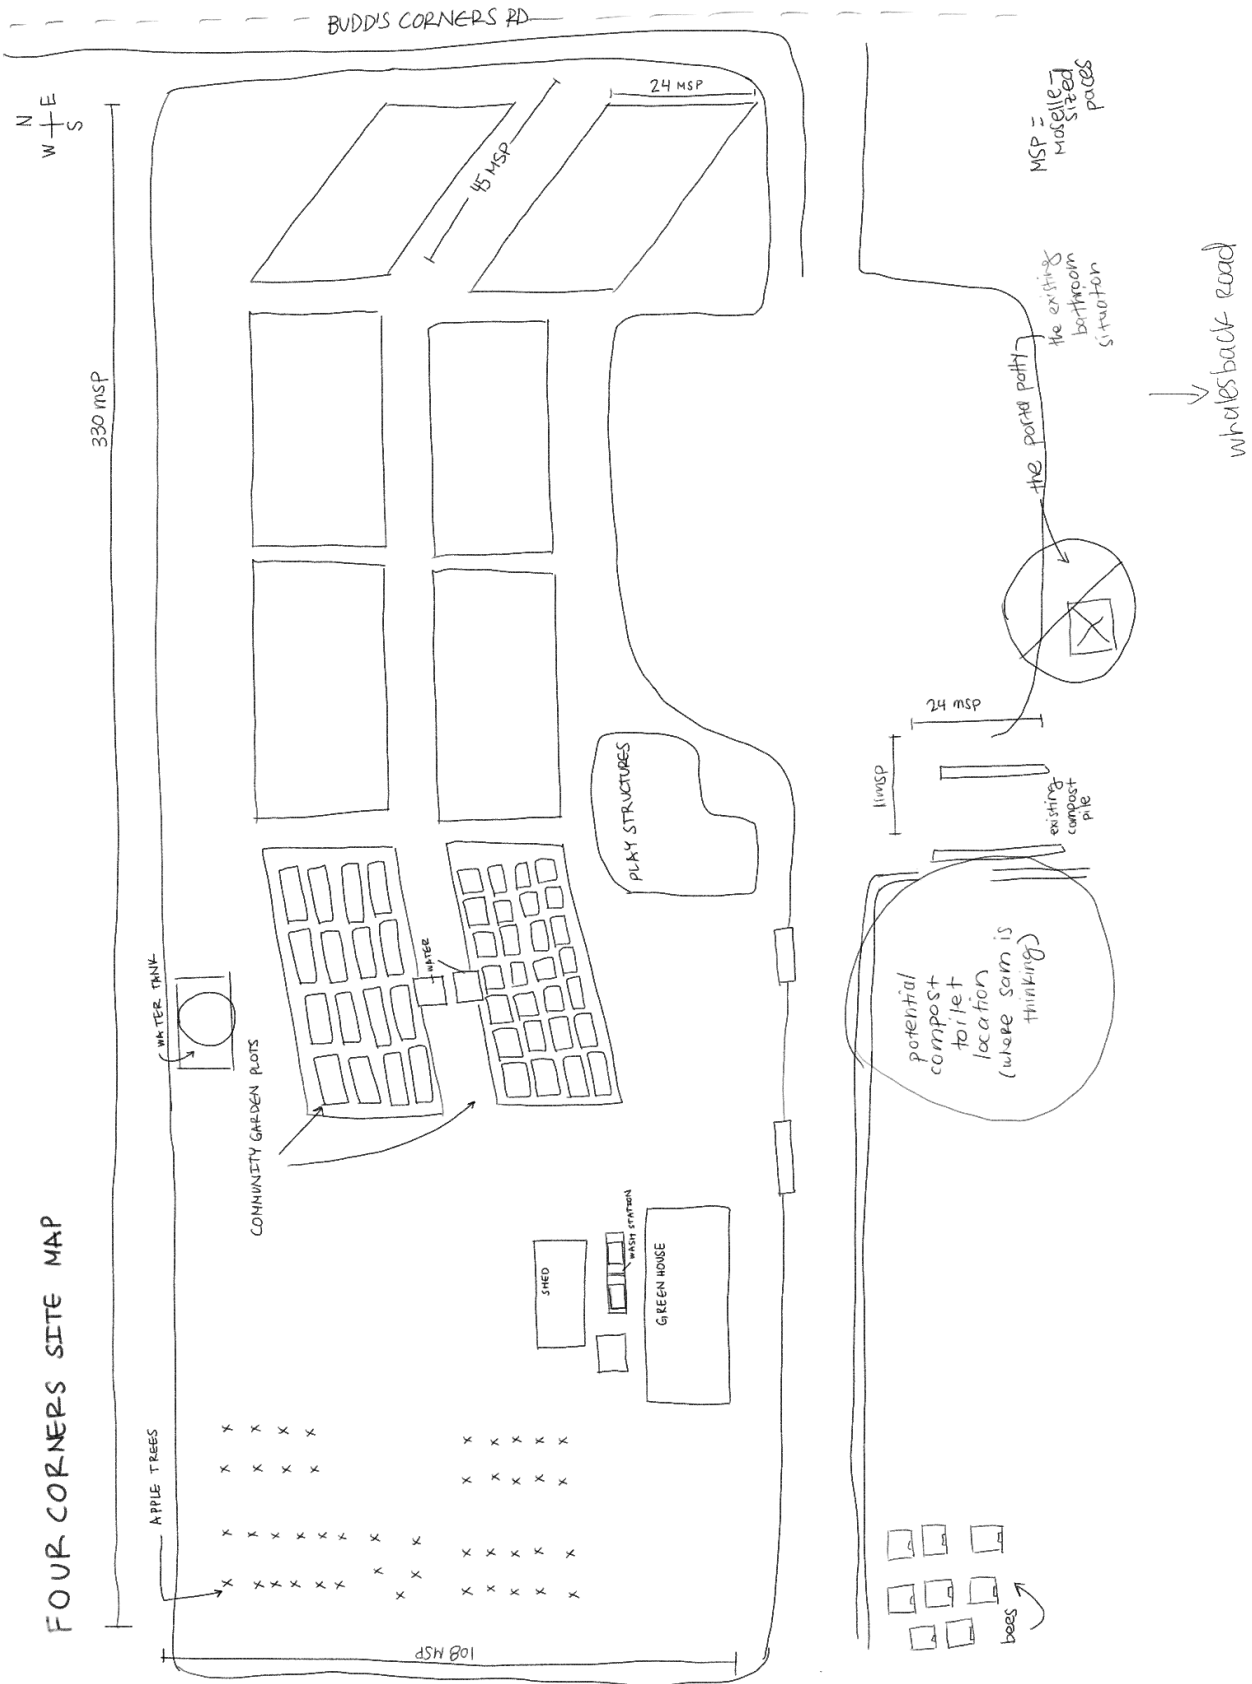 BUDD'S CORNERS RD
N
W E
S
24 MSP
45 MSP
330 MSP
MSP =
Moselle-
sized
paces
the existing
bathroom
situation
the porta potty
whalesback road
24 MSP
11 MSP
existing
compost
pile
PLAY STRUCTURES
WATER
WATER TANK
COMMUNITY GARDEN PLOTS
potential
compost
toilet
location
(where sam is
thinking)
SHED
WASH STATION
GREEN HOUSE
FOUR CORNERS SITE MAP
APPLE TREES
108 MSP
bees